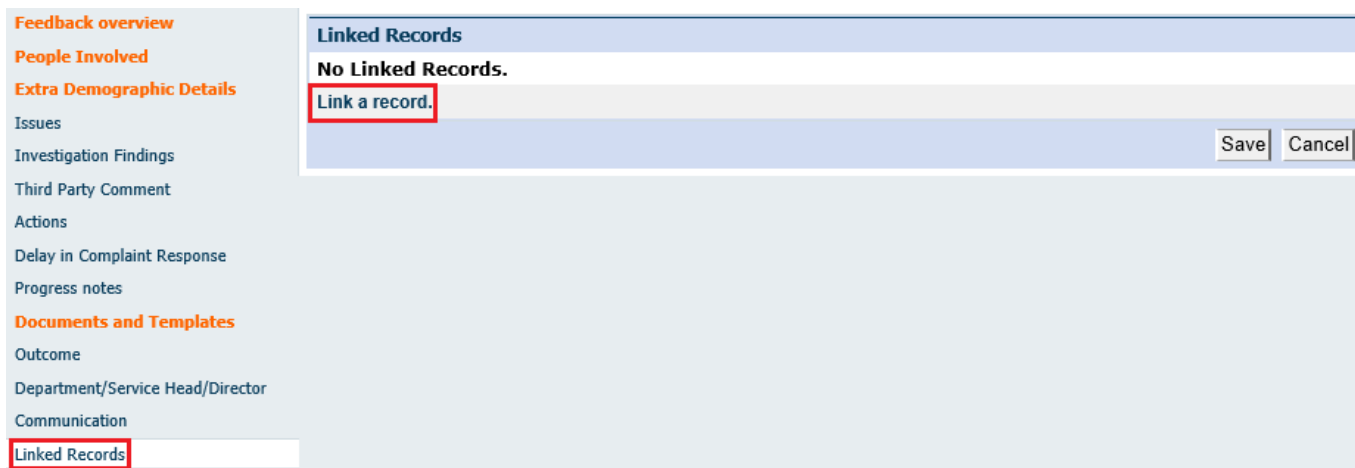 Feedback overview
People Involved
Extra Demographic Details
Issues
Investigation Findings
Third Party Comment
Actions
Delay in Complaint Response
Progress notes
Documents and Templates
Outcome
Department/Service Head/Director
Communication
Linked Records
Linked Records
No Linked Records.
Link a record.
Save Cancel